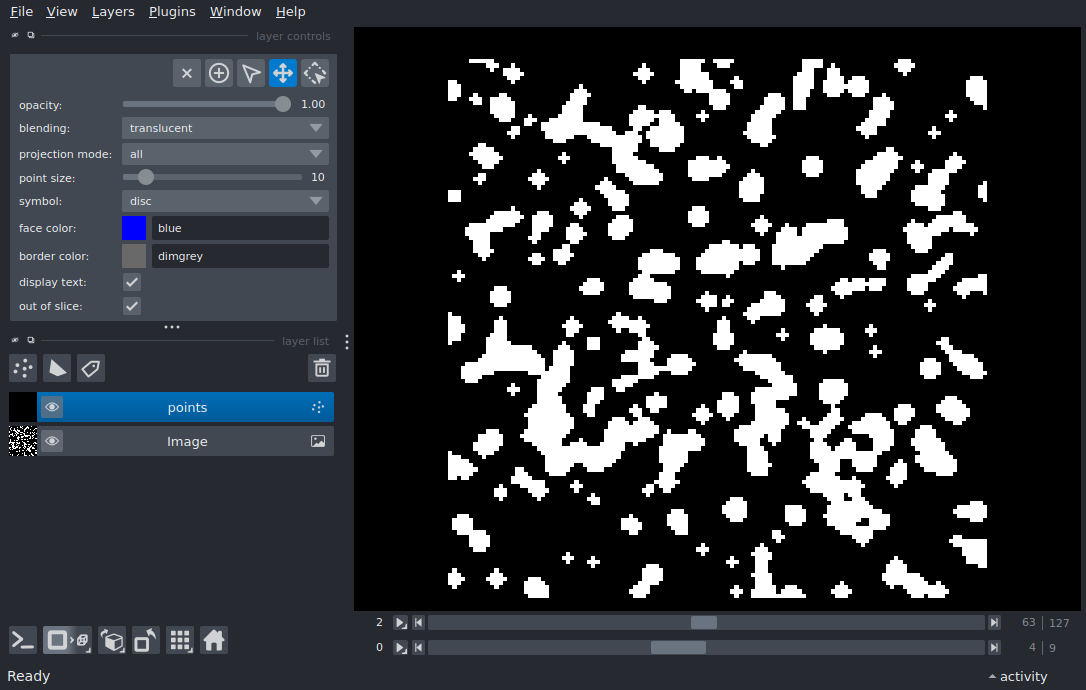 File View Layers Plugins Window Help
layer controls
opacity: 1.00
blending: translucent
projection mode: all
point size: 10
symbol: disc
face color: blue
border color: dimgrey
display text:
out of slice:
layer list
points
Image
2 63 127
0 4 9
Ready activity